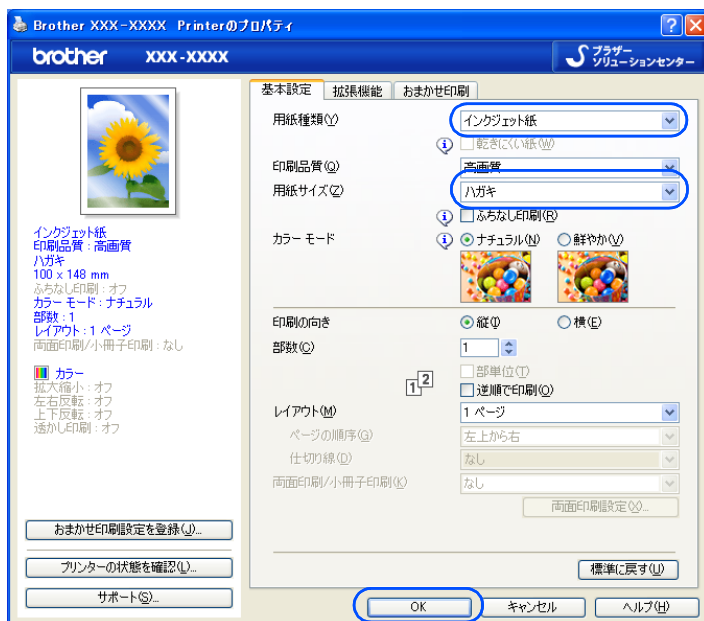 Brother XXX-XXXX Printerのプロパティ
brother XXX-XXXX
ブラザー
ソリューションセンター
基本設定 拡張機能 おまかせ印刷
用紙種類(Y) インクジェット紙
乾きにくい紙(W)
印刷品質(Q) 高画質
用紙サイズ(Z) ハガキ
ふちなし印刷(R)
カラー モード ナチュラル(N) 鮮やか(V)
印刷の向き 縦(I) 横(E)
部数(C) 1
部単位(T)
12
逆順で印刷(O)
レイアウト(M) 1 ページ
ページの順序(G) 左上から右
仕切り線(D) なし
両面印刷/小冊子印刷(K) なし
両面印刷設定(X)...
標準に戻す(U)
インクジェット紙
印刷品質 : 高画質
ハガキ
100 x 148 mm
ふちなし印刷 : オフ
カラー モード : ナチュラル
部数 : 1
レイアウト : 1 ページ
両面印刷/小冊子印刷 : なし
カラー
拡大縮小 : オフ
左右反転 : オフ
上下反転 : オフ
透かし印刷 : オフ
おまかせ印刷設定を登録(J)...
プリンターの状態を確認(L)...
サポート(S)...
OK キャンセル ヘルプ(H)